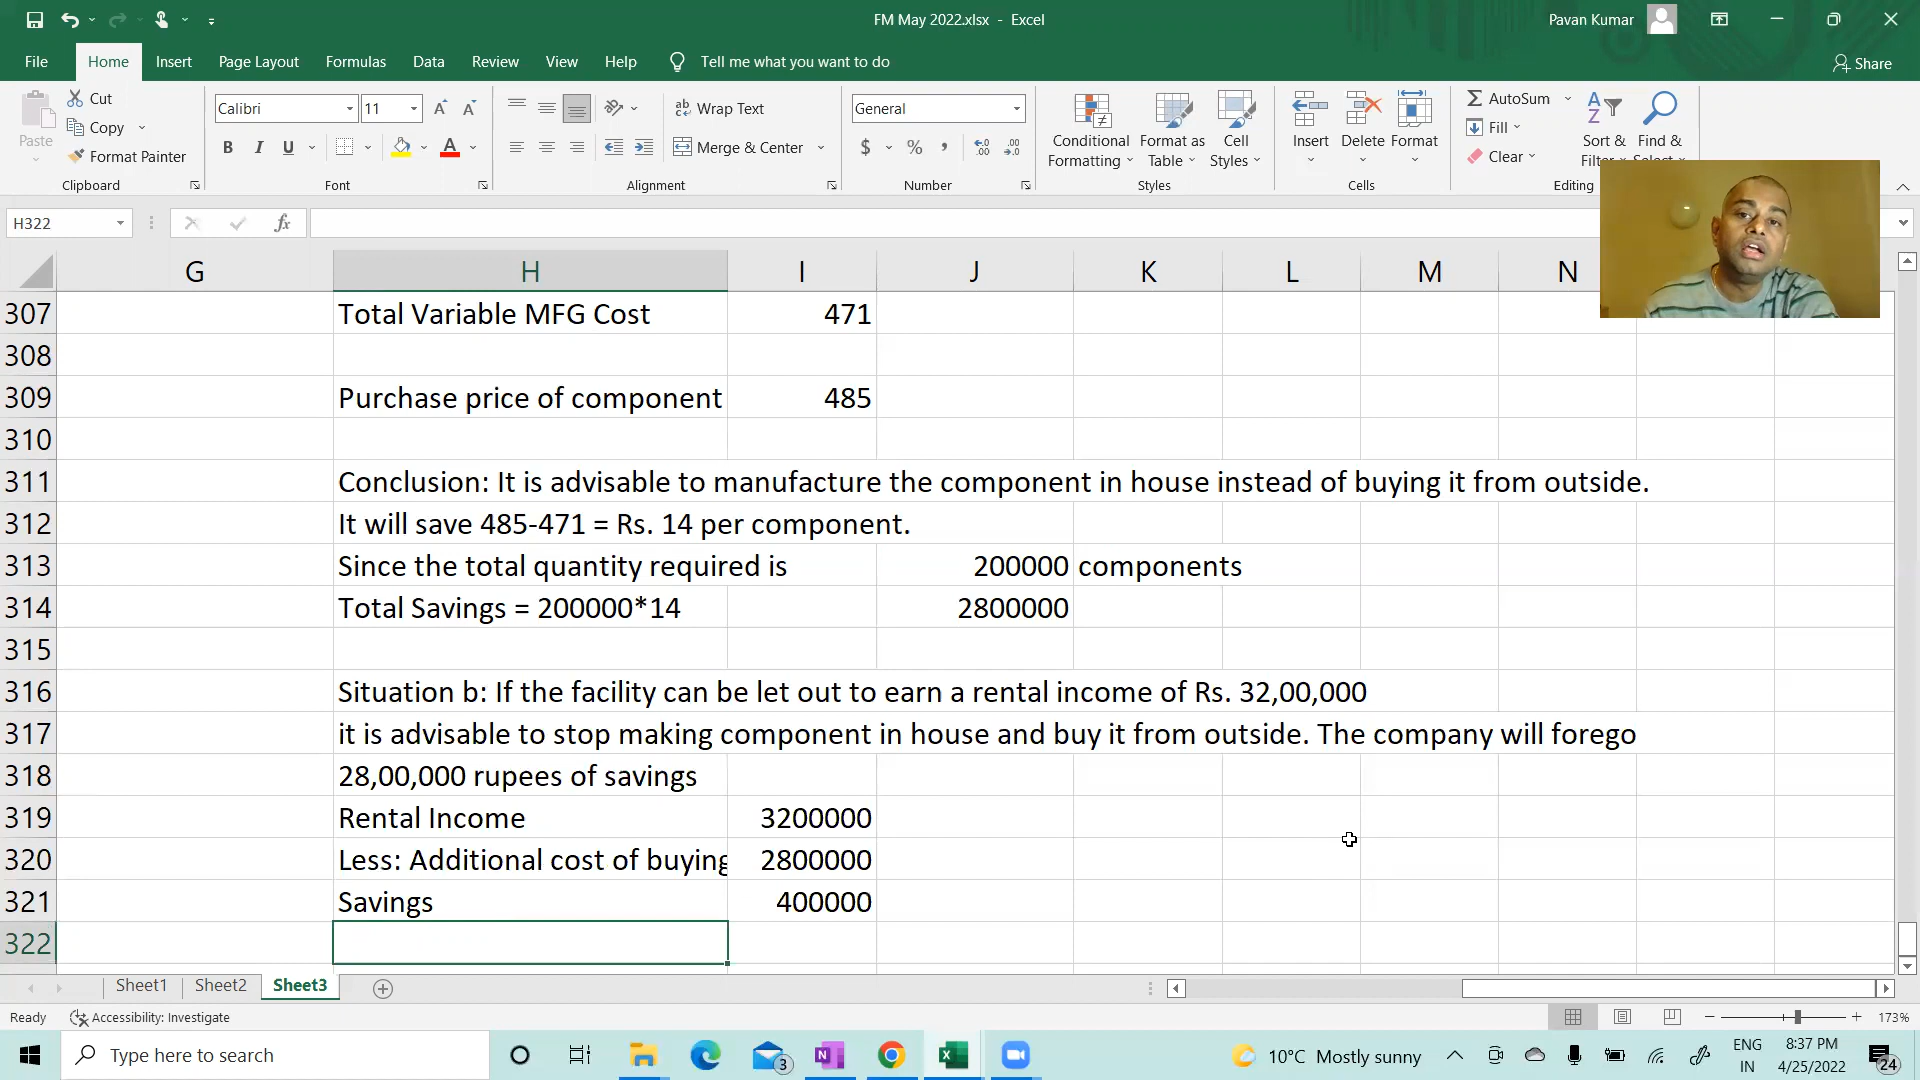 FM May 2022.xlsx - Excel
Pavan Kumar
File Home Insert Page Layout Formulas Data Review View Help Tell me what you want to do
Share
Paste
Cut
Copy
Format Painter
Clipboard
Calibri 11
B I U
Font
Wrap Text
Merge & Center
Alignment
General
$ % ,
Number
Conditional Formatting
Format as Table
Cell Styles
Styles
Insert
Delete
Format
Cells
AutoSum
Fill
Clear
Sort & Filter
Find & Select
Editing
H322
fx
G H I J K L M N
307 Total Variable MFG Cost 471
308
309 Purchase price of component 485
310
311 Conclusion: It is advisable to manufacture the component in house instead of buying it from outside.
312 It will save 485-471 = Rs. 14 per component.
313 Since the total quantity required is 200000 components
314 Total Savings = 200000*14 2800000
315
316 Situation b: If the facility can be let out to earn a rental income of Rs. 32,00,000
317 it is advisable to stop making component in house and buy it from outside. The company will forego
318 28,00,000 rupees of savings
319 Rental Income 3200000
320 Less: Additional cost of buying 2800000
321 Savings 400000
322
Sheet1 Sheet2 Sheet3
Ready Accessibility: Investigate
173%
Type here to search
3
10°C Mostly sunny
ENG
IN
8:37 PM
4/25/2022
24